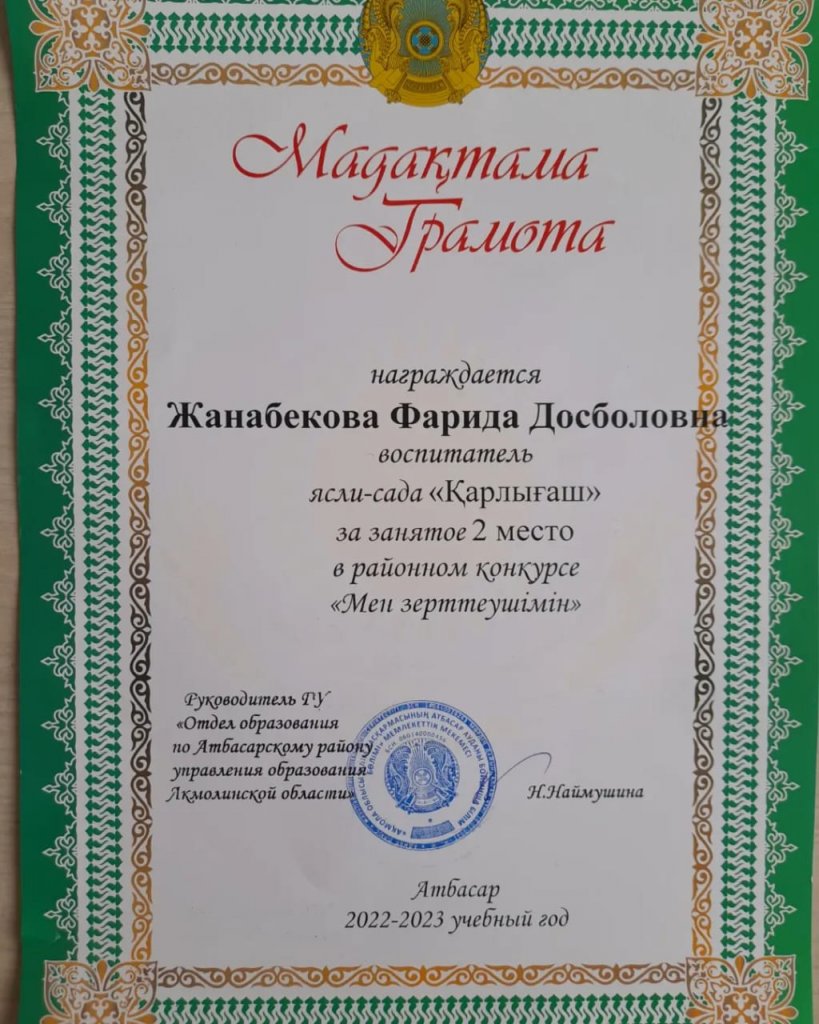 Мадақтама
Грамота
награждается
Жанабекова Фарида Досболовна
воспитатель
ясли-сада «Қарлығаш»
за занятое 2 место
в районном конкурсе
«Мен зерттеушімін»
Руководитель ГУ
«Отдел образования
по Атбасарскому району
управления образования
Акмолинской области»
Н.Наймушина
Атбасар
2022-2023 учебный год